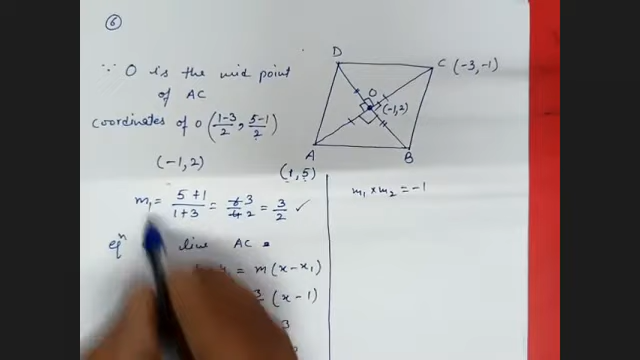 6
∵ O is the mid point
of AC
Coordinates of O (1-3/2, 5-1/2)
(-1, 2)
m₁ = 5+1/1+3 = 6 3/4 2 = 3/2 ✓
eqⁿ line AC =
= m(x-x₁)
(x-1)
3
D
C (-3,-1)
O
(-1,2)
A
(1,5)
B
m₁ × m₂ = -1